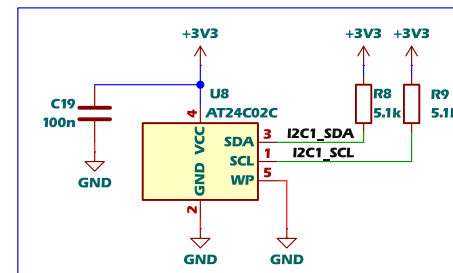 +3V3
+3V3
+3V3
C19
100n
U8
AT24C02C
R8
5.1k
R9
4
VCC
SDA
3
I2C1_SDA
SCL
1
I2C1_SCL
WP
5
GND
2
GND
GND
GND